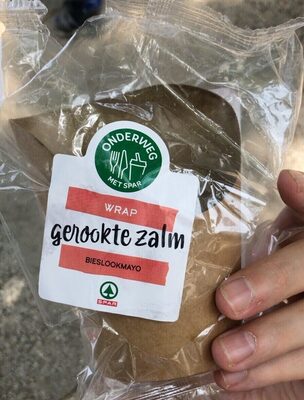 ONDERWEG
MET SPAR
WRAP
gerookte zalm
BIESLOOKMAYO
SPAR